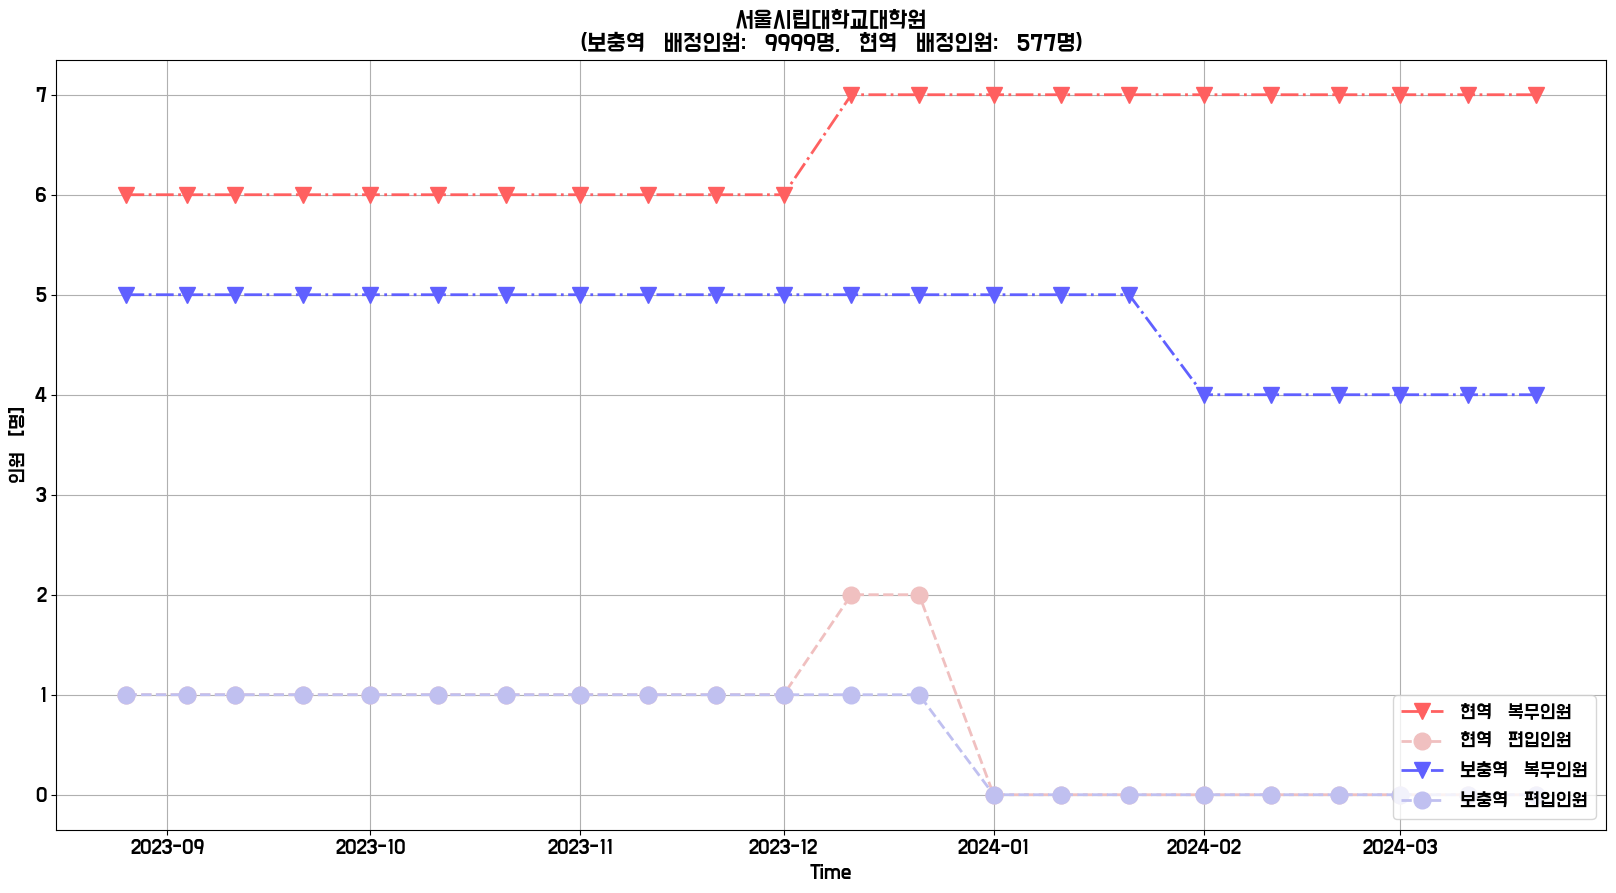 서울시립대학교대학원
(보충역 배정인원: 9999명, 현역 배정인원: 577명)
7
6
5
4
3
2
1
0
인원 [명]
2023-09
2023-10
2023-11
2023-12
2024-01
2024-02
2024-03
Time
현역 복무인원
현역 편입인원
보충역 복무인원
보충역 편입인원